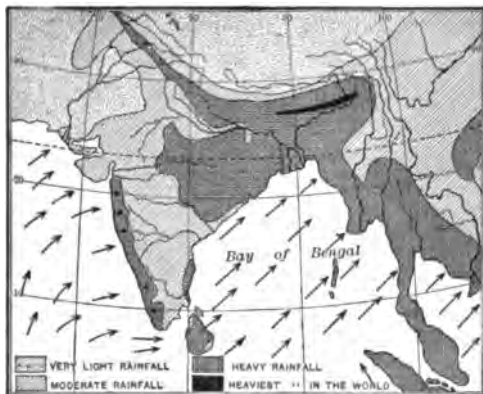 Bay of Bengal
VERY LIGHT RAINFALL
HEAVY RAINFALL
MODERATE RAINFALL
HEAVIEST " IN THE WORLD